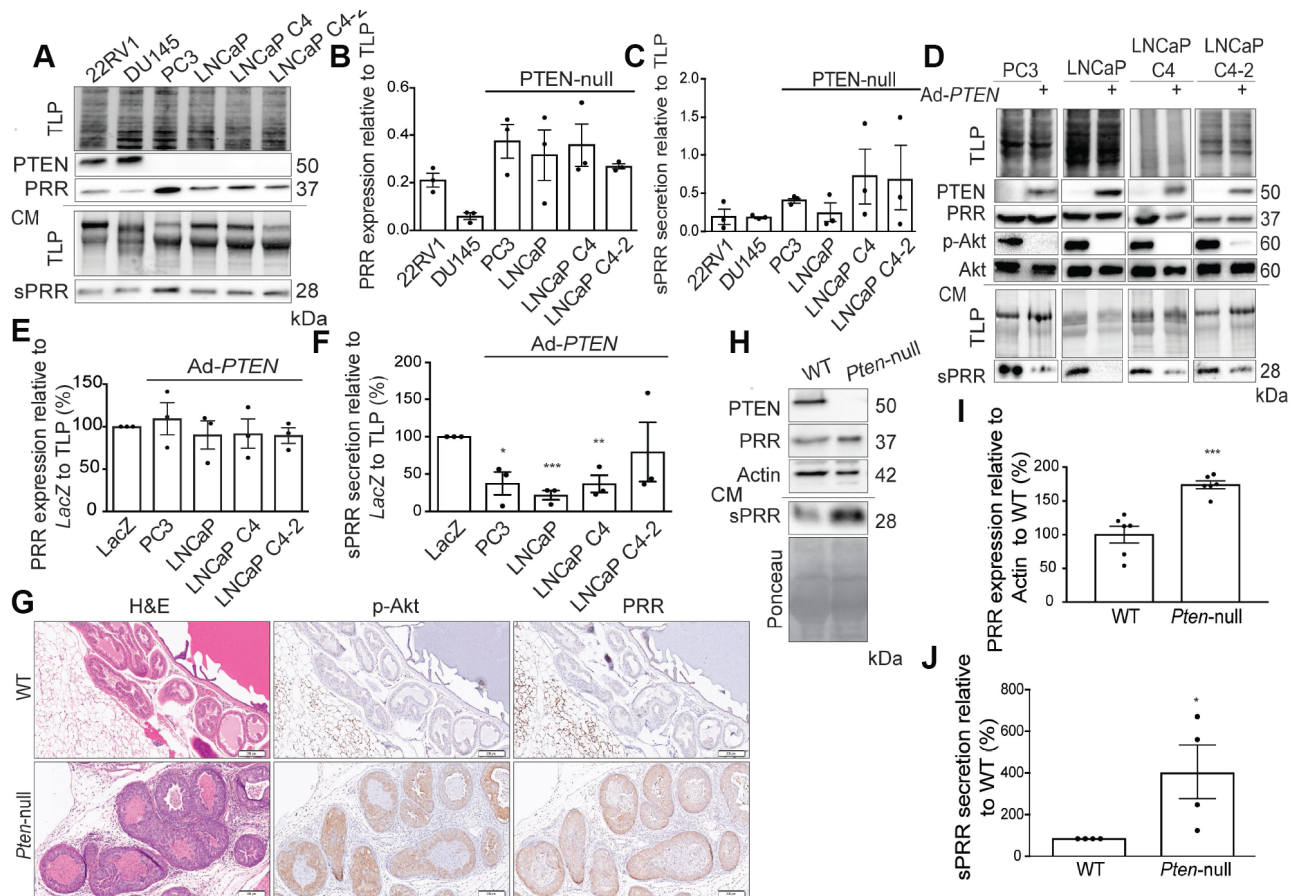 A
22RV1
DU145
PC3
LNCaP
LNCaP C4
LNCaP C4-2
TLP
PTEN
50
PRR
37
CM
TLP
sPRR
28
kDa
B
PRR expression relative to TLP
PTEN-null
0.6
0.4
0.2
0.0
22RV1
DU145
PC3
LNCaP
LNCaP C4
LNCaP C4-2
C
sPRR secretion relative to TLP
PTEN-null
2.0
1.5
1.0
0.5
0.0
22RV1
DU145
PC3
LNCaP
LNCaP C4
LNCaP C4-2
D
PC3
LNCaP
LNCaP
C4
LNCaP
C4-2
Ad-PTEN
+
+
+
+
TLP
PTEN
50
PRR
37
p-Akt
60
Akt
60
CM
TLP
sPRR
28
kDa
E
PRR expression relative to
LacZ to TLP (%)
Ad-PTEN
150
100
50
0
LacZ
PC3
LNCaP
LNCaP C4
LNCaP C4-2
F
sPRR secretion relative to
LacZ to TLP (%)
Ad-PTEN
200
150
100
50
0
*
***
**
LacZ
PC3
LNCaP
LNCaP C4
LNCaP C4-2
G
H&E
p-Akt
PRR
WT
Pten-null
H
WT
Pten-null
PTEN
50
PRR
37
Actin
42
CM
sPRR
28
Ponceau
kDa
I
PRR expression relative to
Actin to WT (%)
200
150
100
50
0
***
WT
Pten-null
J
sPRR secretion relative
to WT (%)
800
600
400
200
0
*
WT
Pten-null